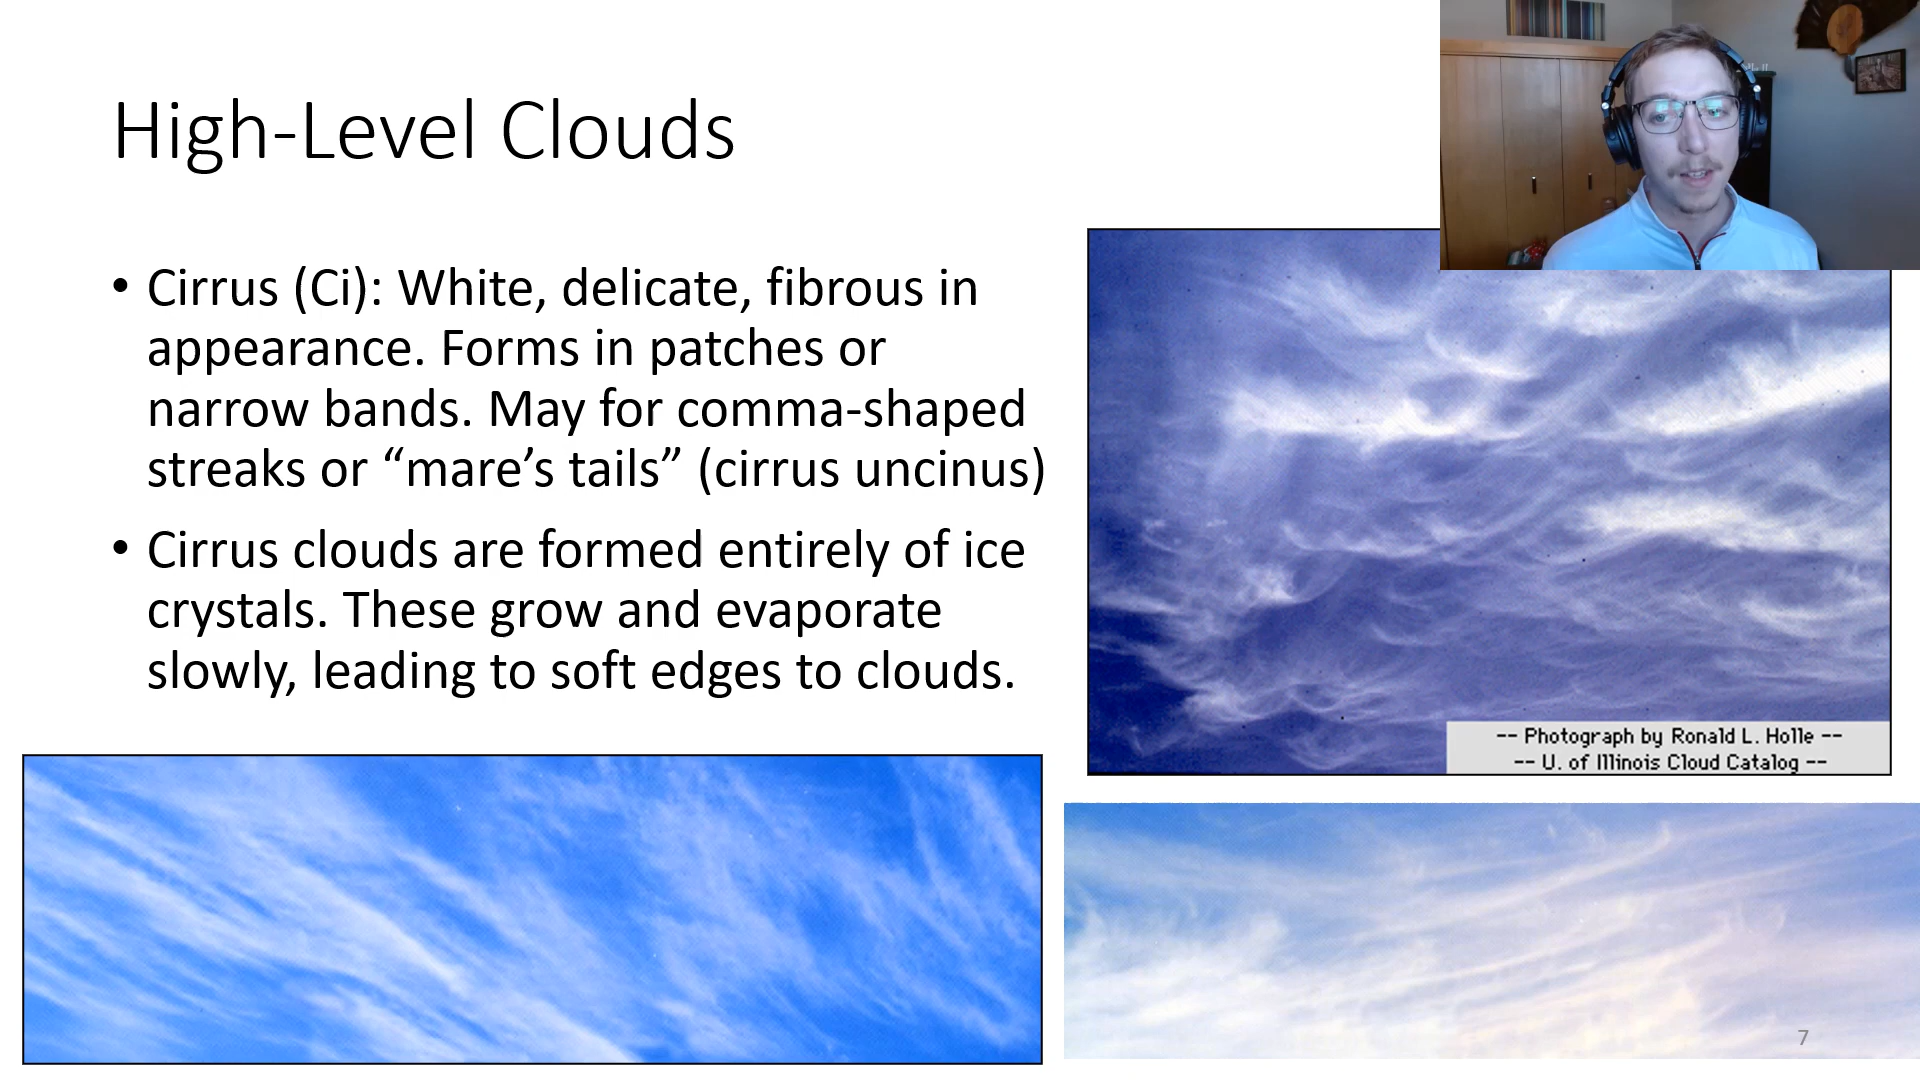 High-Level Clouds
• Cirrus (Ci): White, delicate, fibrous in
appearance. Forms in patches or
narrow bands. May for comma-shaped
streaks or “mare’s tails” (cirrus uncinus)
• Cirrus clouds are formed entirely of ice
crystals. These grow and evaporate
slowly, leading to soft edges to clouds.
-- Photograph by Ronald L. Holle --
-- U. of Illinois Cloud Catalog --
7